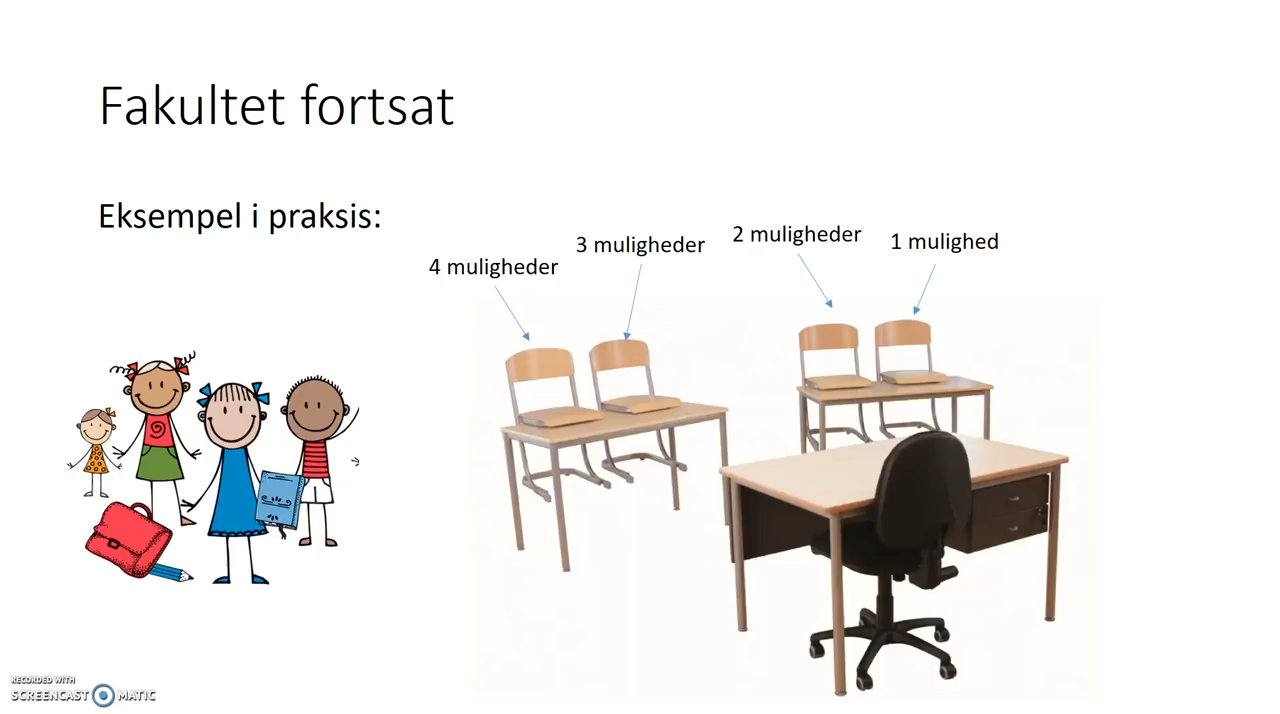 Fakultet fortsat
Eksempel i praksis:
4 muligheder
3 muligheder
2 muligheder
1 mulighed
RECORDED WITH
SCREENCAST MATIC